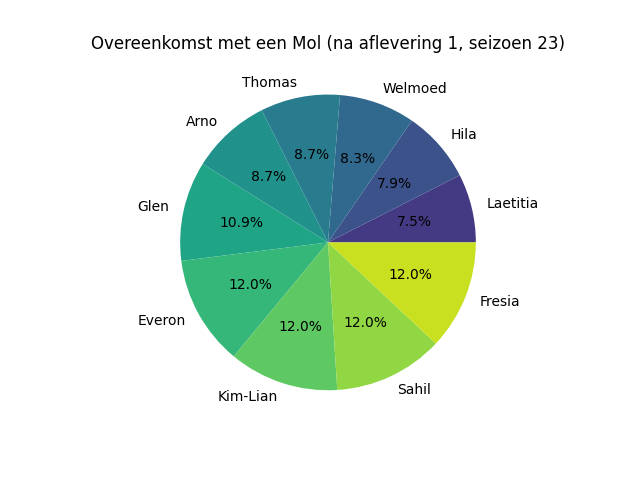 Overeenkomst met een Mol (na aflevering 1, seizoen 23)
Thomas
Welmoed
Arno
Hila
8.7%
8.3%
8.7%
7.9%
Glen
Laetitia
10.9%
7.5%
12.0%
12.0%
Fresia
Everon
12.0%
12.0%
Kim-Lian
Sahil